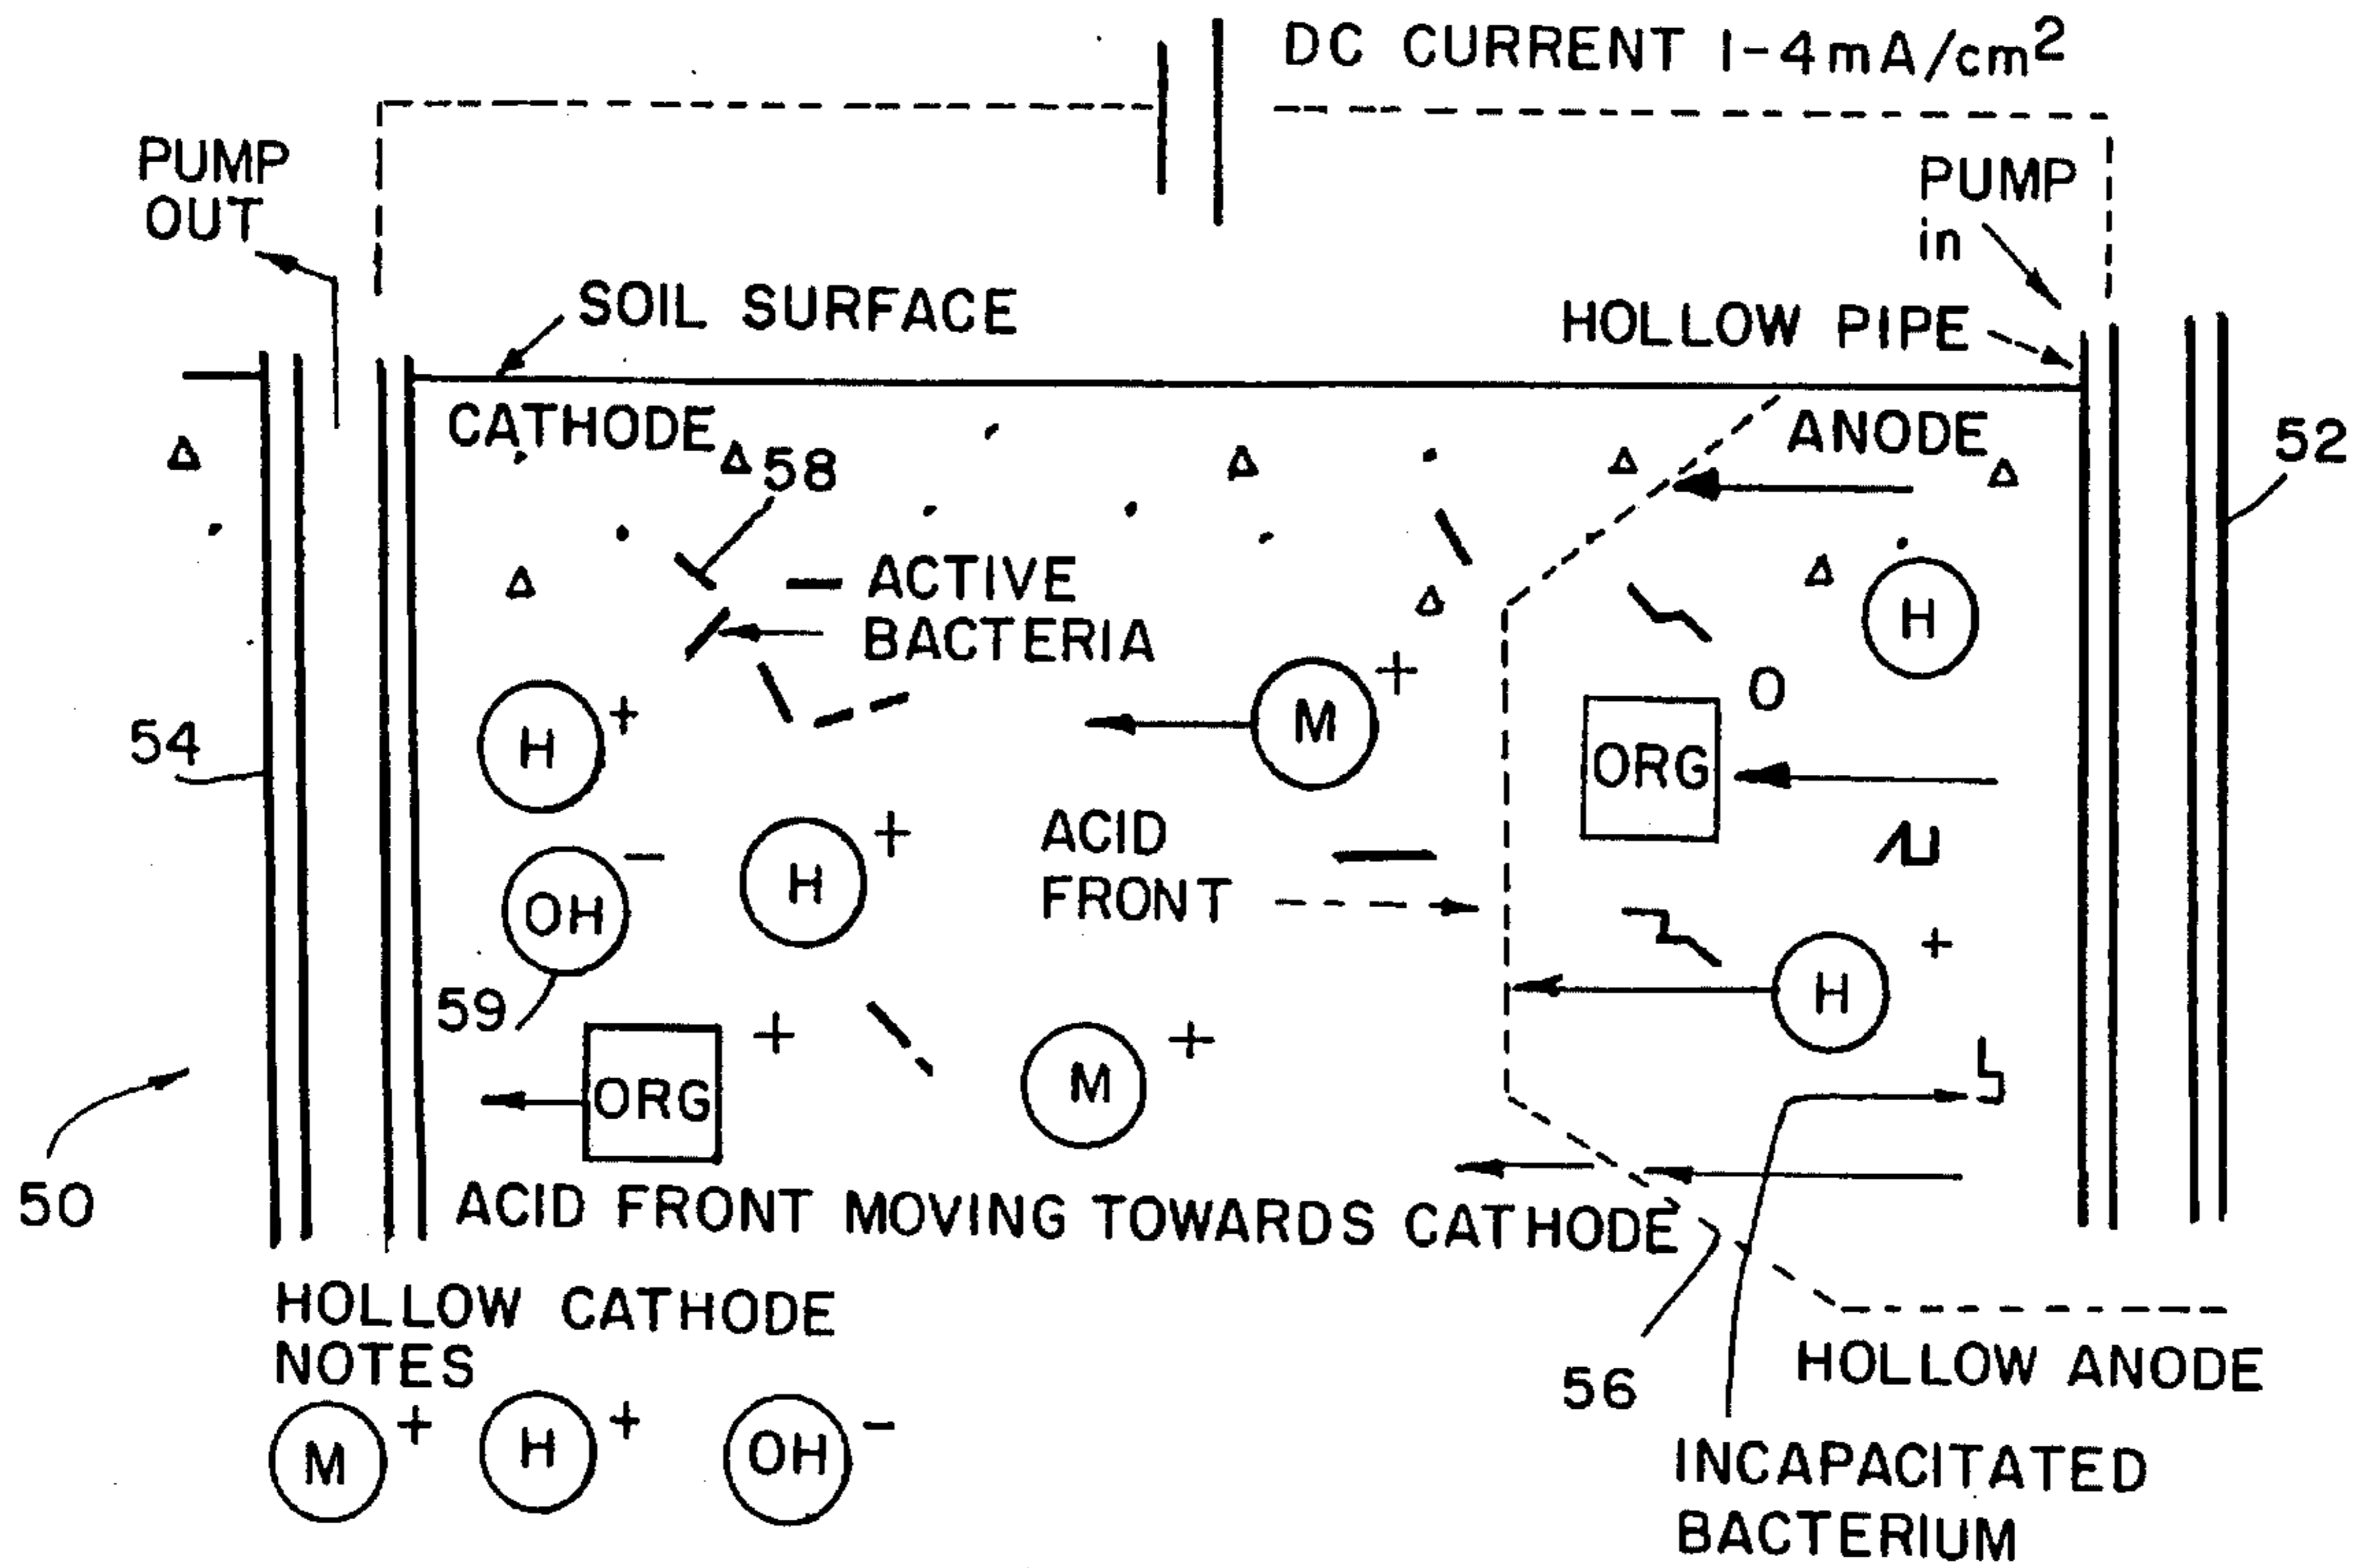 DC CURRENT 1-4mA/cm2
PUMP
OUT
PUMP
in
SOIL SURFACE
HOLLOW PIPE
CATHODE
ANODE
52
58
ACTIVE
BACTERIA
H
M +
H +
O
ORG
54
ACID
FRONT
H +
OH -
H +
59
ORG +
M +
50
ACID FRONT MOVING TOWARDS CATHODE
HOLLOW CATHODE
NOTES
M + H + OH -
56
HOLLOW ANODE
INCAPACITATED
BACTERIUM